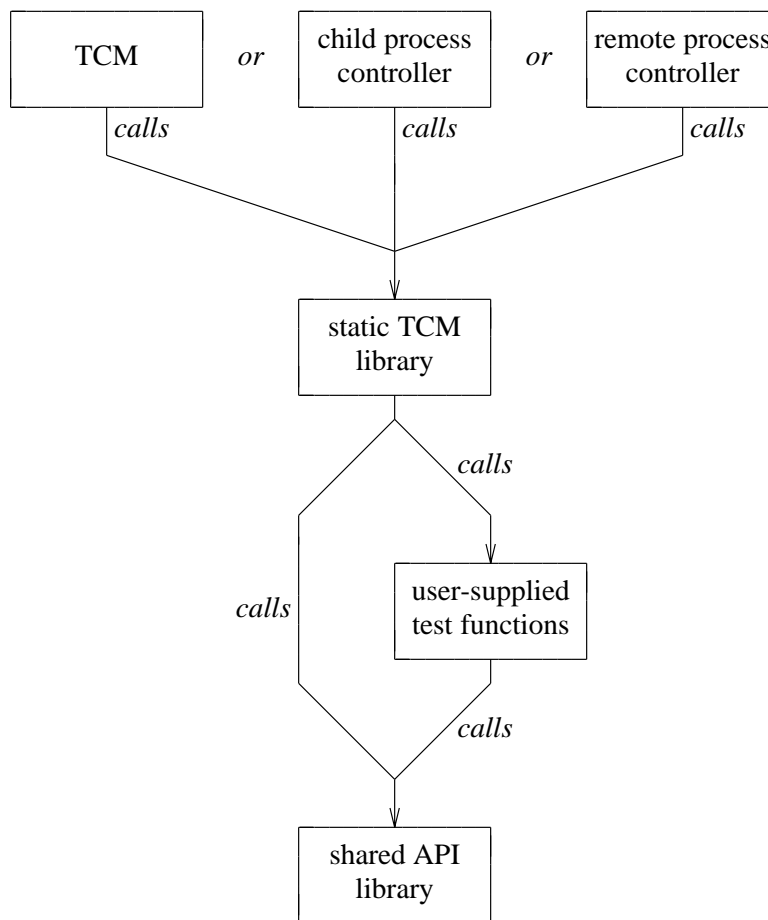 TCM
or
child process
controller
or
remote process
controller
calls
calls
calls
static TCM
library
calls
calls
user-supplied
test functions
calls
shared API
library